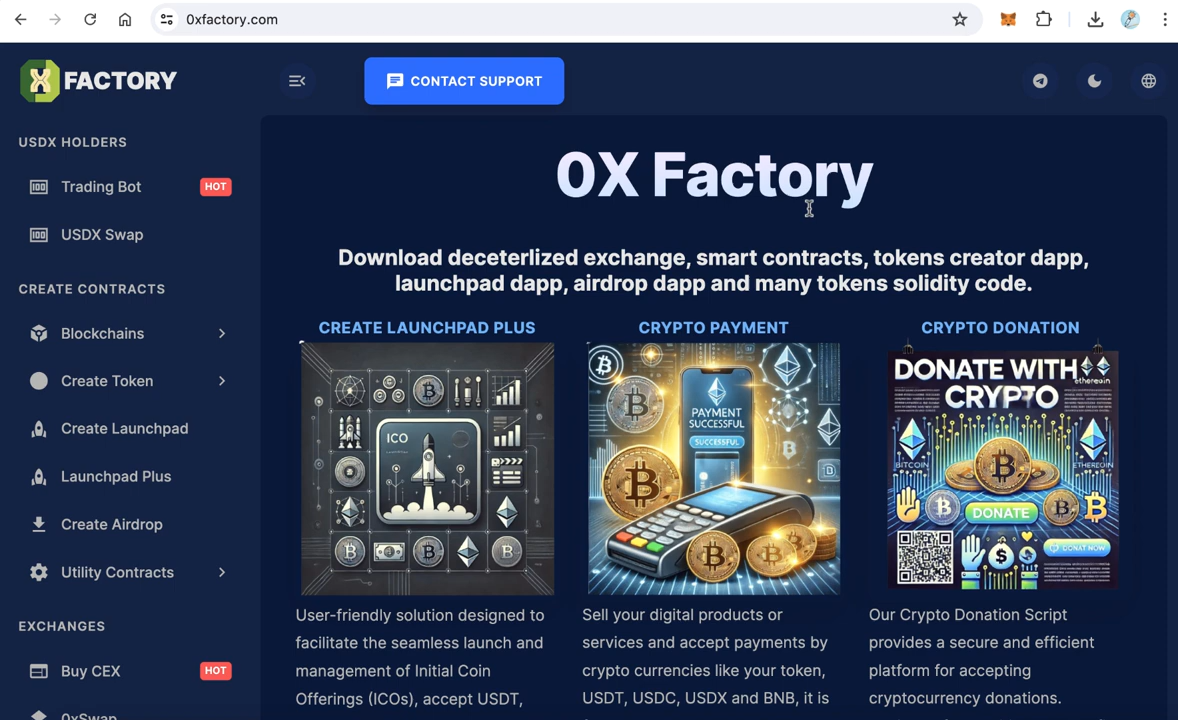 0xfactory.com
X FACTORY
CONTACT SUPPORT
USDX HOLDERS
Trading Bot HOT
USDX Swap
CREATE CONTRACTS
Blockchains
Create Token
Create Launchpad
Launchpad Plus
Create Airdrop
Utility Contracts
EXCHANGES
Buy CEX HOT
0xSwap
0X Factory
Download deceterlized exchange, smart contracts, tokens creator dapp,
launchpad dapp, airdrop dapp and many tokens solidity code.
CREATE LAUNCHPAD PLUS
ICO
User-friendly solution designed to
facilitate the seamless launch and
management of Initial Coin
Offerings (ICOs), accept USDT,
CRYPTO PAYMENT
PAYMENT
SUCCESSFUL
SUCCESSFUL
Sell your digital products or
services and accept payments by
crypto currencies like your token,
USDT, USDC, USDX and BNB, it is
CRYPTO DONATION
DONATE WITH
CRYPTO
BITCOIN
DONATE
Our Crypto Donation Script
provides a secure and efficient
platform for accepting
cryptocurrency donations.